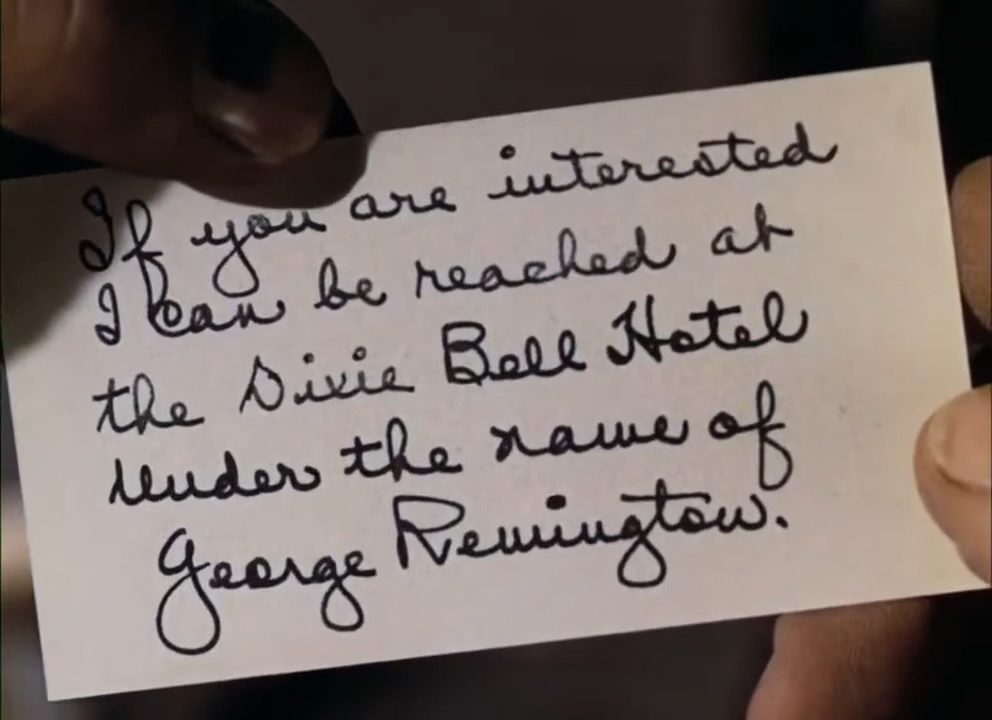 If you are interested
I can be reached at
the Dixie Bell Hotel
under the name of
George Remington.